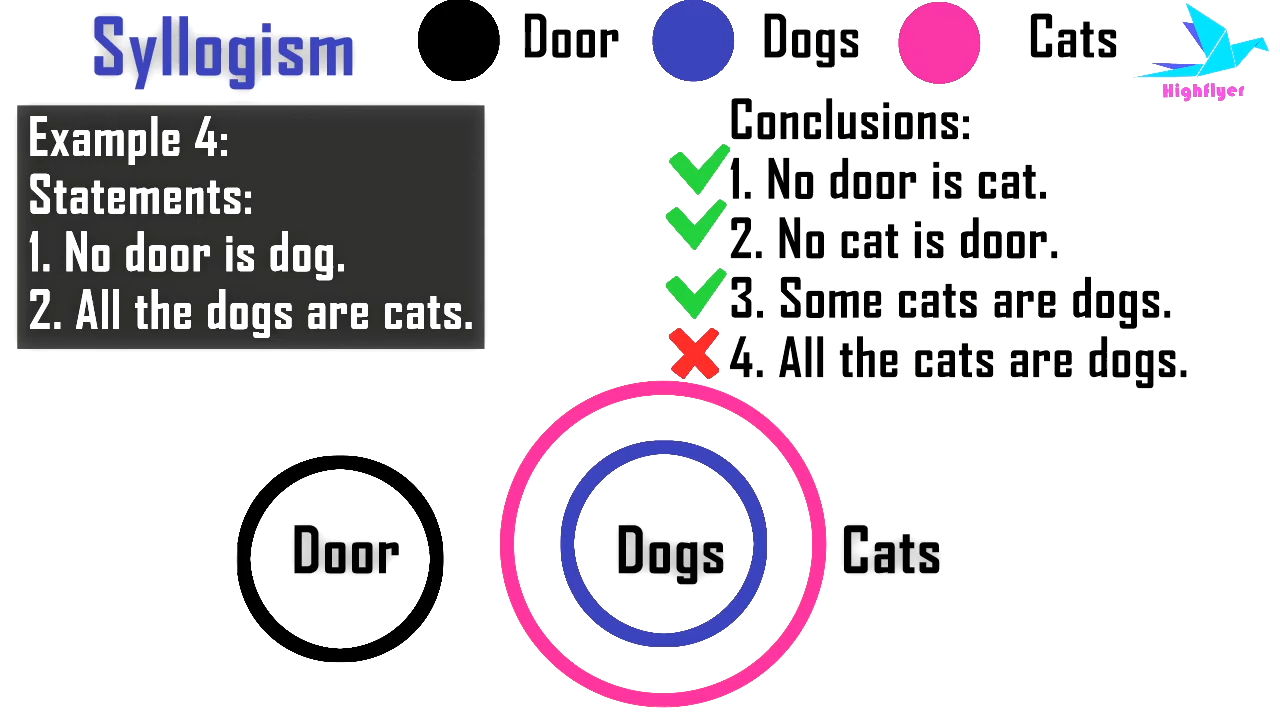 Syllogism
Door
Dogs
Cats
Highflyer
Example 4:
Statements:
1. No door is dog.
2. All the dogs are cats.
Conclusions:
1. No door is cat.
2. No cat is door.
3. Some cats are dogs.
4. All the cats are dogs.
Door
Dogs
Cats